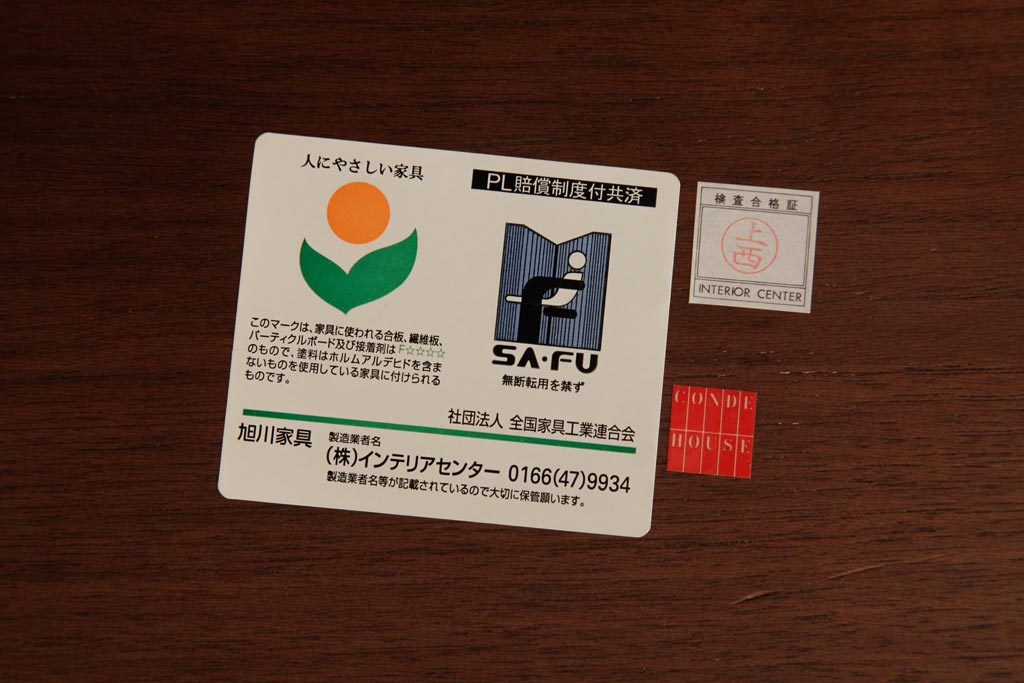 人にやさしい家具
PL賠償制度付共済
このマークは、家具に使われる合板、繊維板、
パーティクルボード及び接着剤はF☆☆☆☆
のもので、塗料はホルムアルデヒドを含ま
ないものを使用している家具に付けられる
ものです。
SA・FU
無断転用を禁ず
社団法人 全国家具工業連合会
旭川家具
製造業者名
(株)インテリアセンター 0166(47)9934
製造業者名等が記載されているので大切に保管願います。
検査合格証
上西
INTERIOR CENTER
CONDE
HOUSE